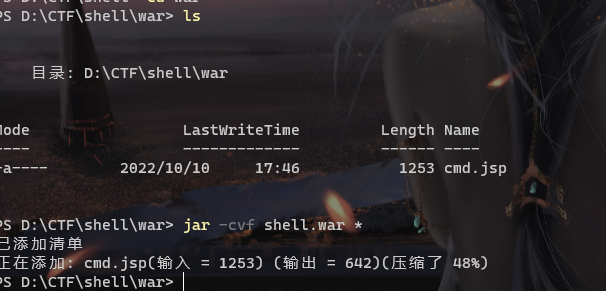 PS D:\CTF\shell\war> ls
目录: D:\CTF\shell\war
Mode LastWriteTime Length Name
---- ------------- ------ ----
-a---- 2022/10/10 17:46 1253 cmd.jsp
PS D:\CTF\shell\war> jar -cvf shell.war *
已添加清单
正在添加: cmd.jsp(输入 = 1253) (输出 = 642)(压缩了 48%)
PS D:\CTF\shell\war>